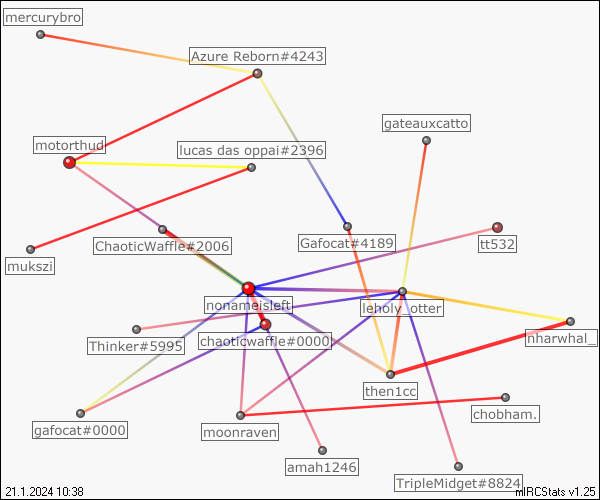 mercurybro
Azure Reborn#4243
gateauxcatto
motorthud
lucas das oppai#2396
ChaoticWaffle#2006
Gafocat#4189
tt532
mukszi
nonameisleft
leholy_otter
Thinker#5995
chaoticwaffle#0000
nharwhal_
then1cc
chobham.
gafocat#0000
moonraven
amah1246
TripleMidget#8824
21.1.2024 10:38
mIRCStats v1.25